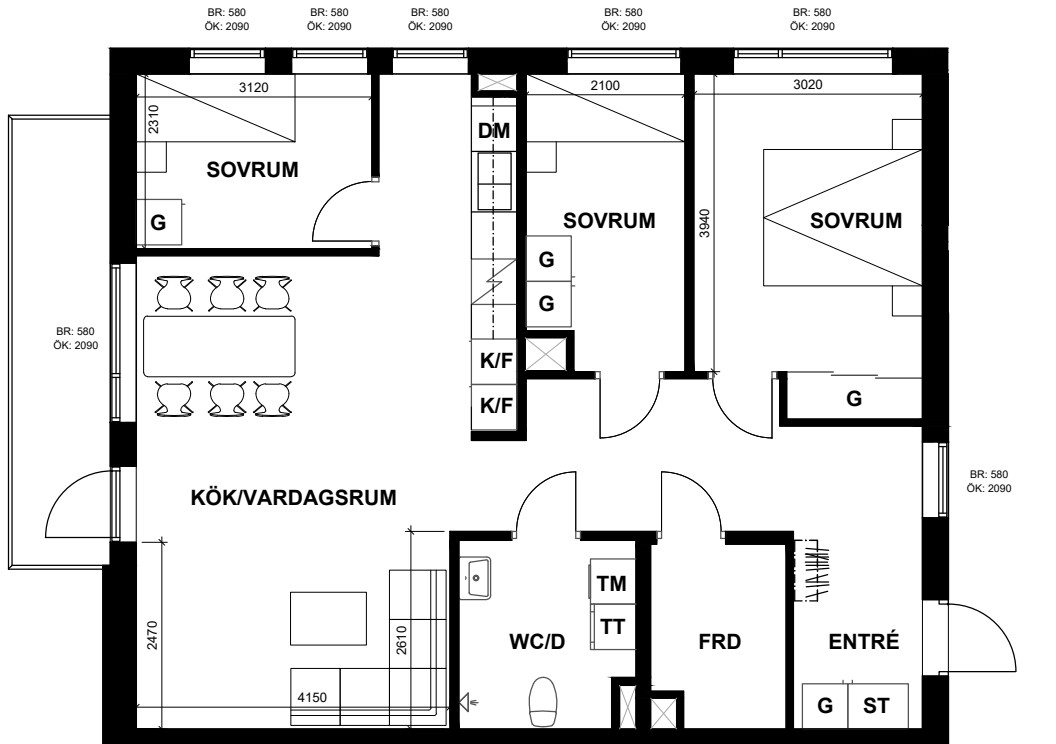 BR: 580
ÖK: 2090
BR: 580
ÖK: 2090
BR: 580
ÖK: 2090
BR: 580
ÖK: 2090
BR: 580
ÖK: 2090
3120
2100
3020
2310
DM
SOVRUM
G
SOVRUM
3940
SOVRUM
G
G
BR: 580
ÖK: 2090
K/F
K/F
G
BR: 580
ÖK: 2090
KÖK/VARDAGSRUM
2470
2610
4150
TM
TT
WC/D
FRD
ENTRÉ
G
ST